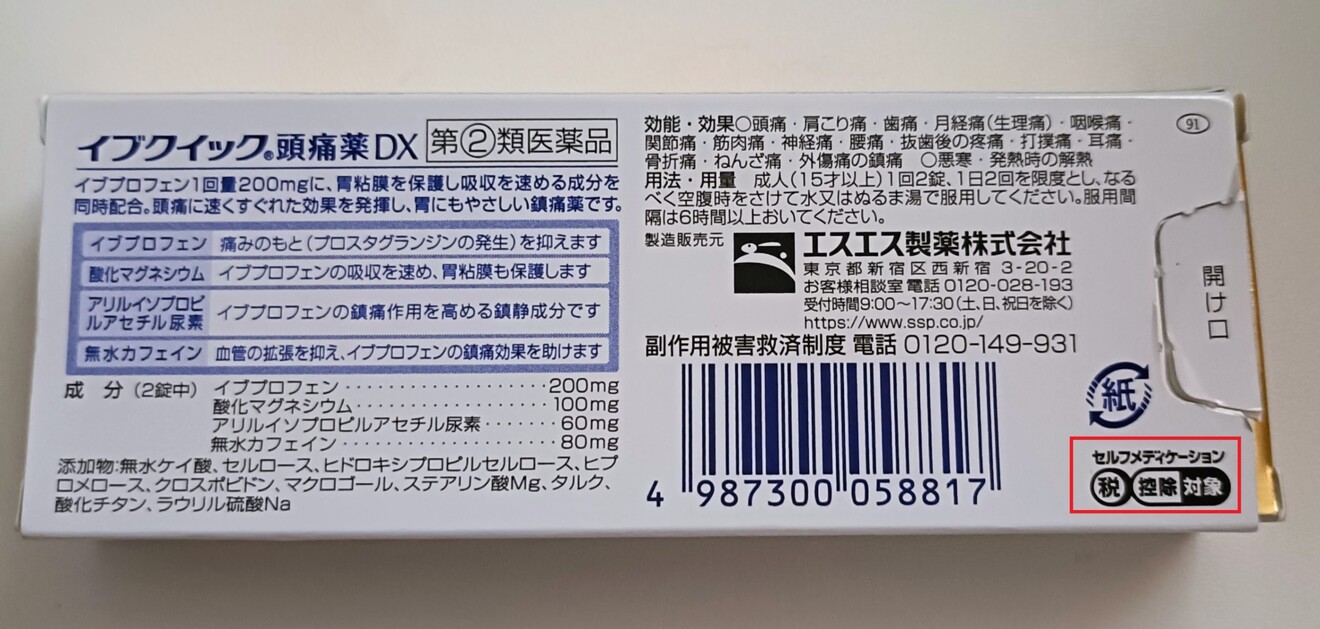 イブクイック®頭痛薬DX 第②類医薬品
イブプロフェン1回量200mgに、胃粘膜を保護し吸収を速める成分を
同時配合。頭痛に速くすぐれた効果を発揮し、胃にもやさしい鎮痛薬です。
イブプロフェン 痛みのもと(プロスタグランジンの発生)を抑えます
酸化マグネシウム イブプロフェンの吸収を速め、胃粘膜も保護します
アリルイソプロピ
ルアセチル尿素 イブプロフェンの鎮痛作用を高める鎮静成分です
無水カフェイン 血管の拡張を抑え、イブプロフェンの鎮痛効果を助けます
成 分(2錠中) イブプロフェン・・・・・・・・・・・・・・・・・・・・200mg
酸化マグネシウム・・・・・・・・・・・・・・・・・・100mg
アリルイソプロピルアセチル尿素・・・・・・・60mg
無水カフェイン・・・・・・・・・・・・・・・・・・・・80mg
添加物:無水ケイ酸、セルロース、ヒドロキシプロピルセルロース、ヒプ
ロメロース、クロスポビドン、マクロゴール、ステアリン酸Mg、タルク、
酸化チタン、ラウリル硫酸Na
効能・効果○頭痛・肩こり痛・歯痛・月経痛(生理痛)・咽喉痛・
関節痛・筋肉痛・神経痛・腰痛・抜歯後の疼痛・打撲痛・耳痛・
骨折痛・ねんざ痛・外傷痛の鎮痛 ○悪寒・発熱時の解熱
用法・用量 成人(15才以上)1回2錠、1日2回を限度とし、なる
べく空腹時をさけて水又はぬるま湯で服用してください。服用間
隔は6時間以上おいてください。
製造販売元 エスエス製薬株式会社
東京都新宿区西新宿 3-20-2
お客様相談室 電話 0120-028-193
受付時間9:00〜17:30(土、日、祝日を除く)
https://www.ssp.co.jp/
副作用被害救済制度 電話 0120-149-931
4 987300 058817
91
開け口
紙
セルフメディケーション
税 控除 対象